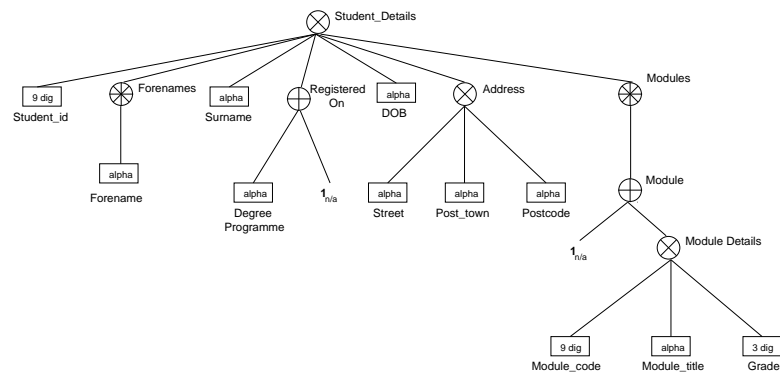 Student_Details
9 dig
Student_id
Forenames
alpha
Forename
alpha
Surname
Registered
On
alpha
Degree
Programme
1n/a
alpha
DOB
Address
alpha
Street
alpha
Post_town
alpha
Postcode
Modules
Module
1n/a
Module Details
9 dig
Module_code
alpha
Module_title
3 dig
Grade